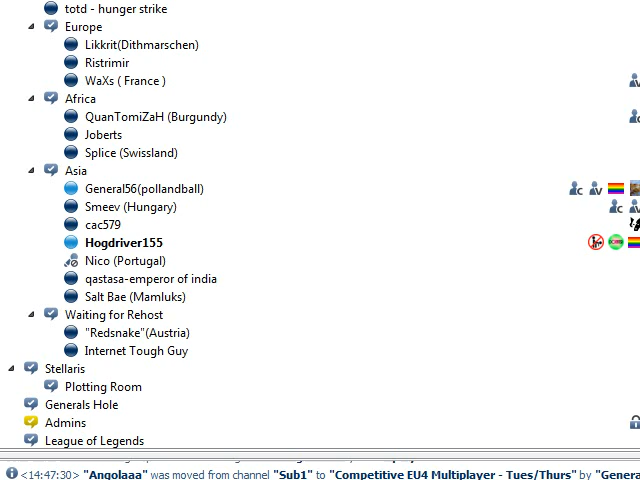 totd - hunger strike
Europe
Likkrit(Dithmarschen)
Ristrimir
WaXs ( France )
Africa
QuanTomiZaH (Burgundy)
Joberts
Splice (Swissland)
Asia
General56(pollandball)
Smeev (Hungary)
cac579
Hogdriver155
Nico (Portugal)
qastasa-emperor of india
Salt Bae (Mamluks)
Waiting for Rehost
"Redsnake"(Austria)
Internet Tough Guy
Stellaris
Plotting Room
Generals Hole
Admins
League of Legends
<14:47:30> "Angolaaa" was moved from channel "Sub1" to "Competitive EU4 Multiplayer - Tues/Thurs" by "Genera